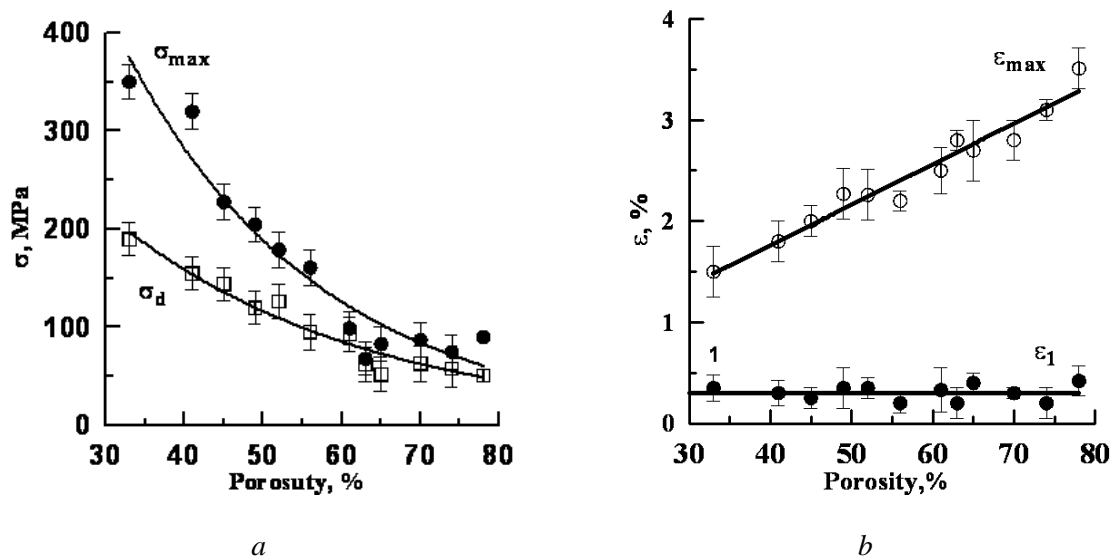 400
σmax
300
σ, MPa
200
σd
100
0
30 40 50 60 70 80
Porosuty, %
a
4
εmax
3
ε, %
2
1
1
ε1
0
30 40 50 60 70 80
Porosity,%
b